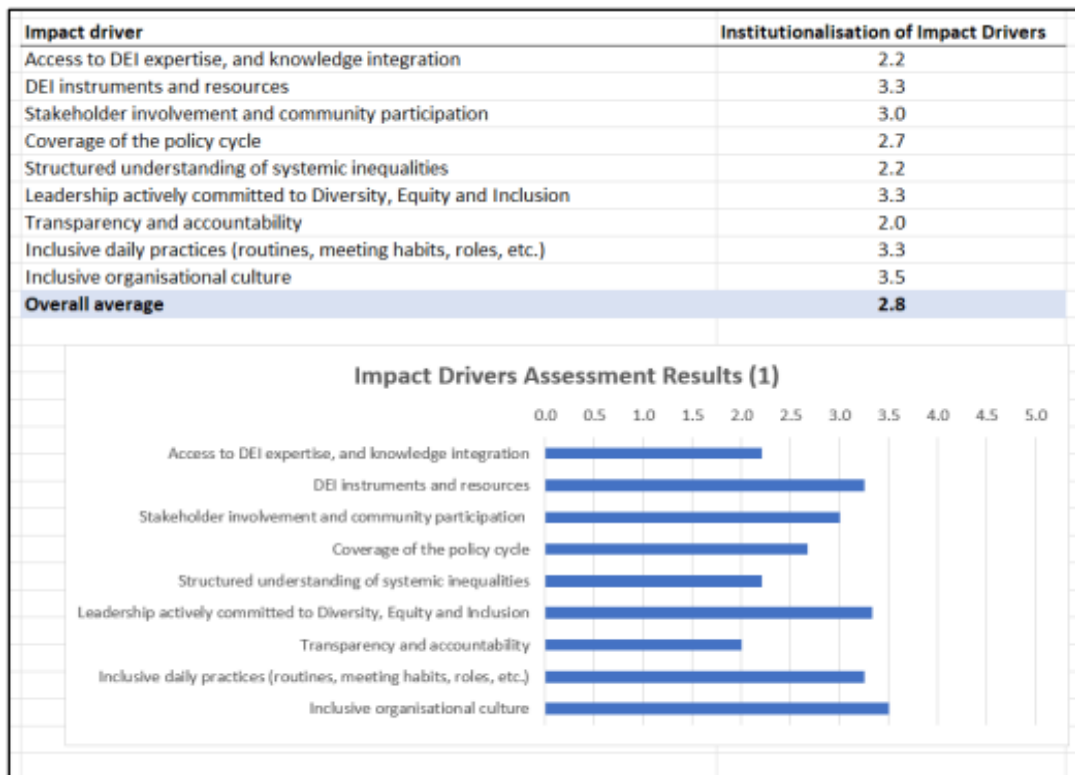 Impact driver Institutionalisation of Impact Drivers
Access to DEI expertise, and knowledge integration 2.2
DEI instruments and resources 3.3
Stakeholder involvement and community participation 3.0
Coverage of the policy cycle 2.7
Structured understanding of systemic inequalities 2.2
Leadership actively committed to Diversity, Equity and Inclusion 3.3
Transparency and accountability 2.0
Inclusive daily practices (routines, meeting habits, roles, etc.) 3.3
Inclusive organisational culture 3.5
Overall average 2.8
Impact Drivers Assessment Results (1)
0.0 0.5 1.0 1.5 2.0 2.5 3.0 3.5 4.0 4.5 5.0
Access to DEI expertise, and knowledge integration
DEI instruments and resources
Stakeholder involvement and community participation
Coverage of the policy cycle
Structured understanding of systemic inequalities
Leadership actively committed to Diversity, Equity and Inclusion
Transparency and accountability
Inclusive daily practices (routines, meeting habits, roles, etc.)
Inclusive organisational culture